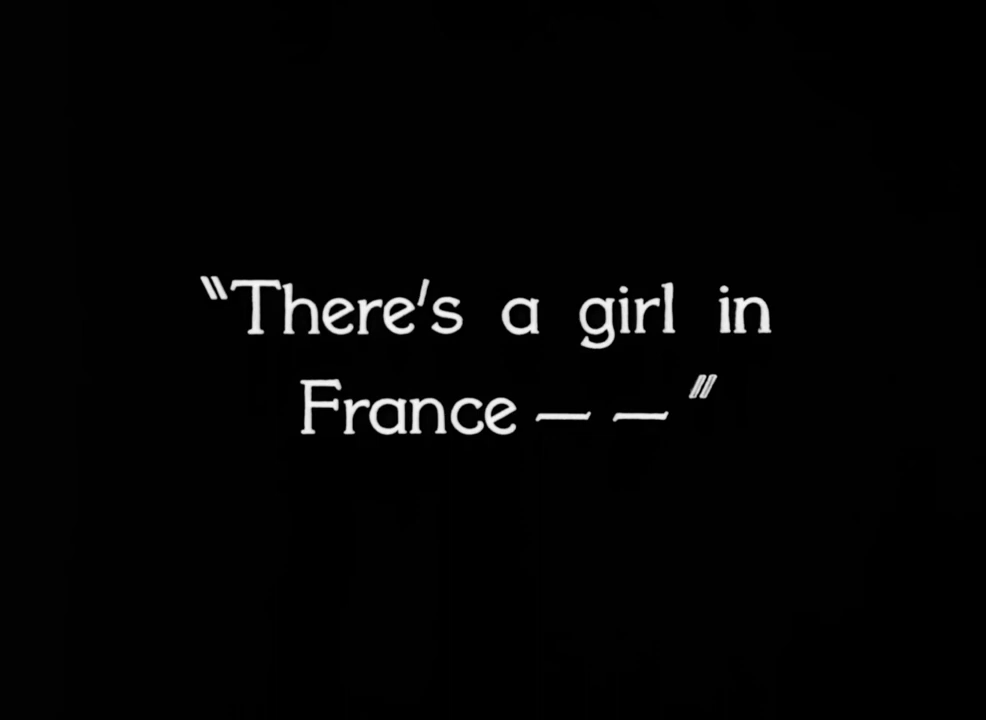 "There's a girl in
France — — "